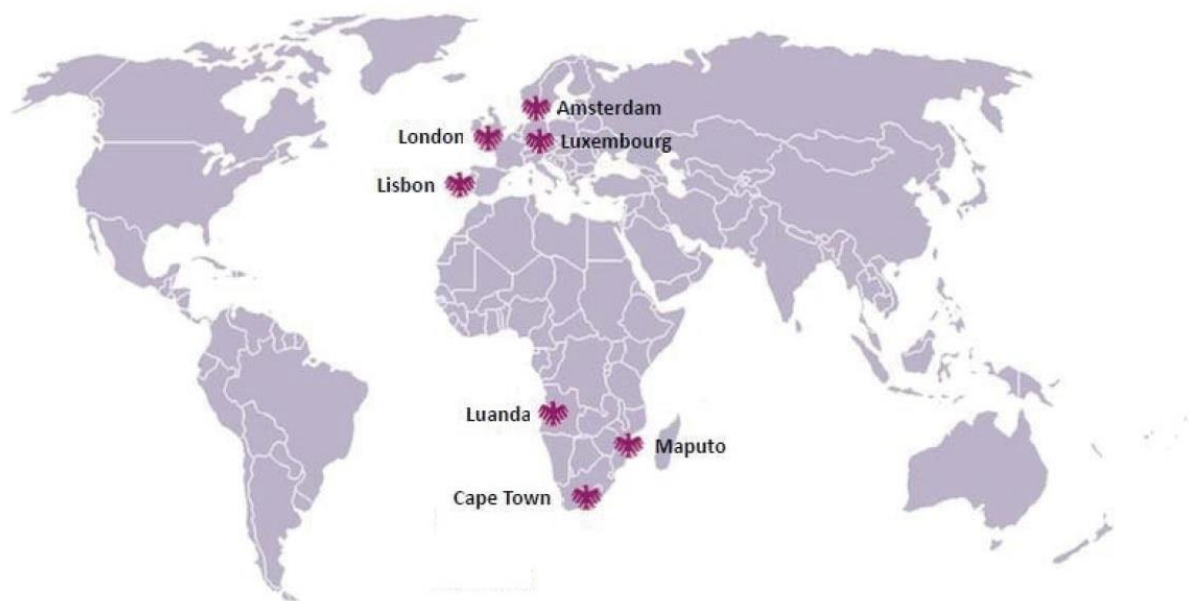 Amsterdam
London
Luxembourg
Lisbon
Luanda
Maputo
Cape Town